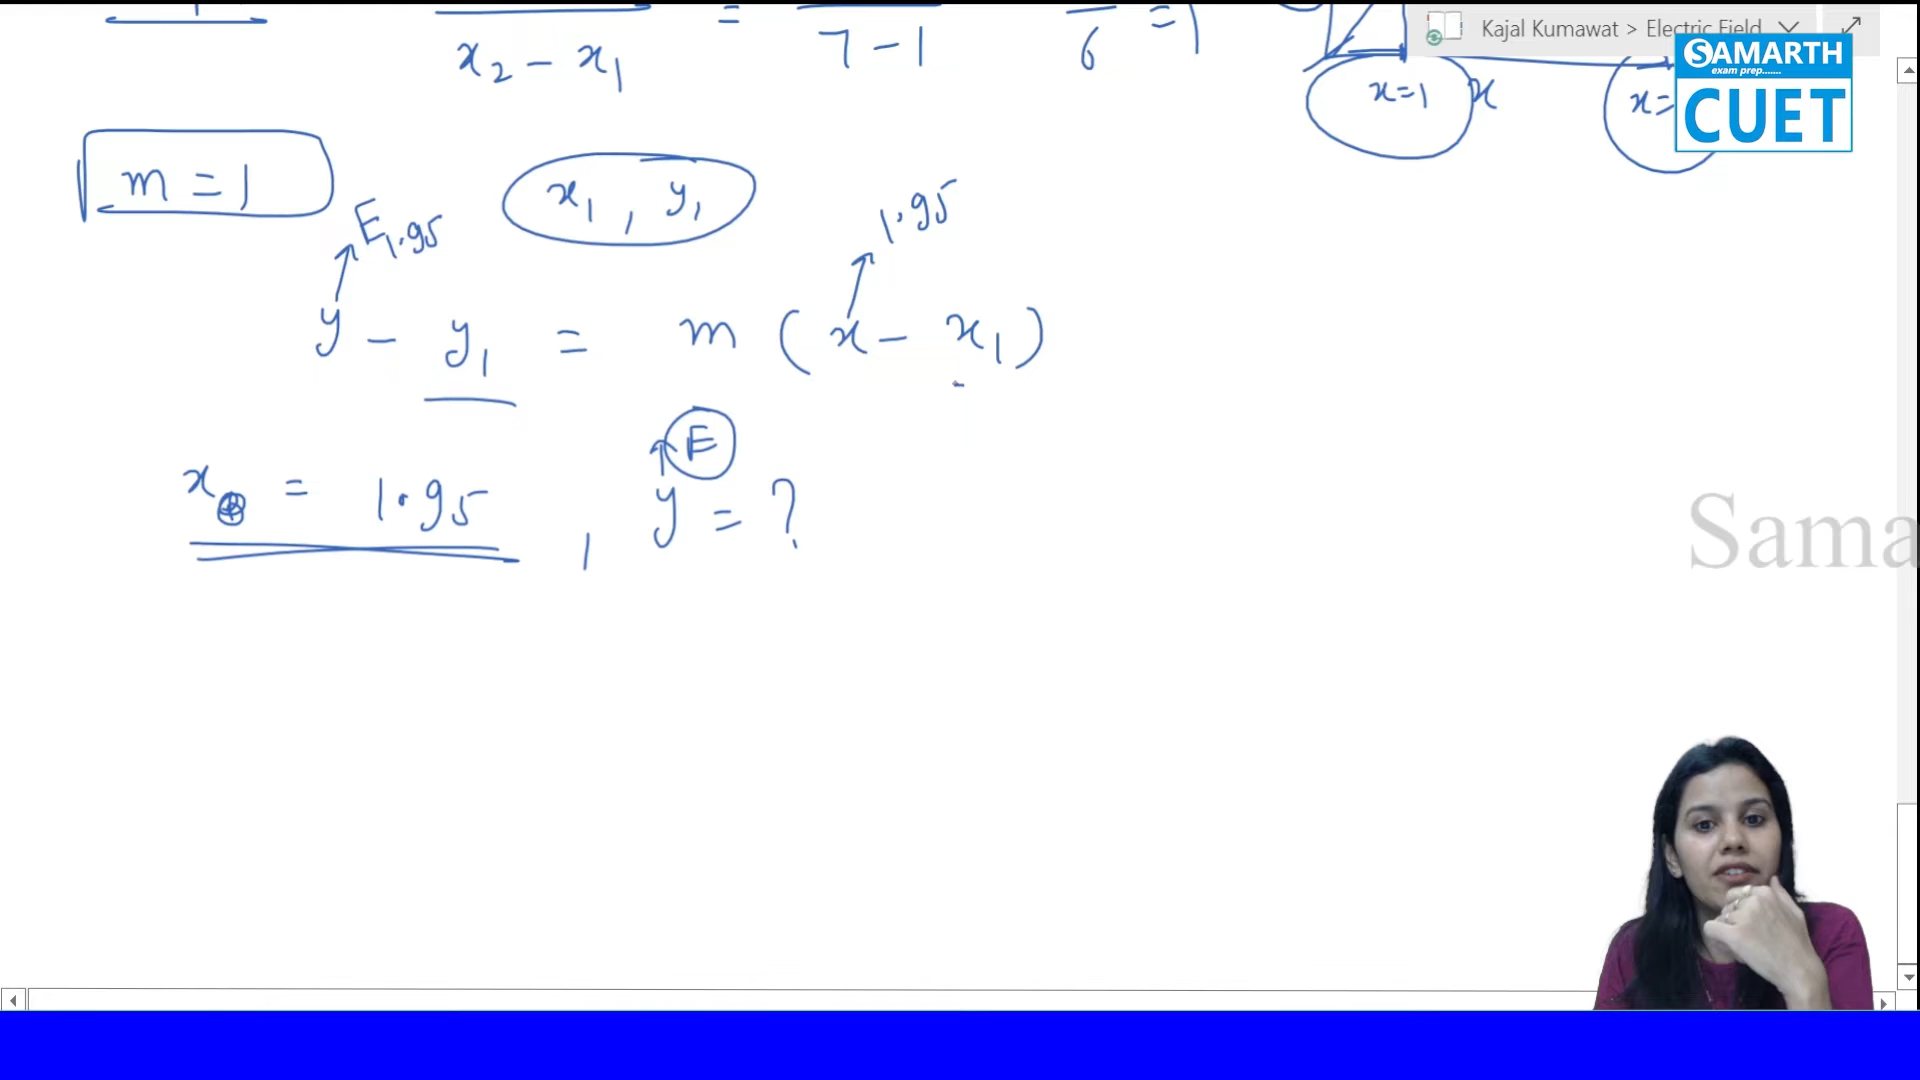 Kajal Kumawat > Electric Field
SAMARTH
exam prep.......
CUET
x₂ - x₁ = 7 - 1 6 = 1
x=1 x x=
m = 1
x₁ , y₁
E₁.₉₅
1.95
y - y₁ = m ( x - x₁ )
E
x = 1.95 , y = ?
Sama